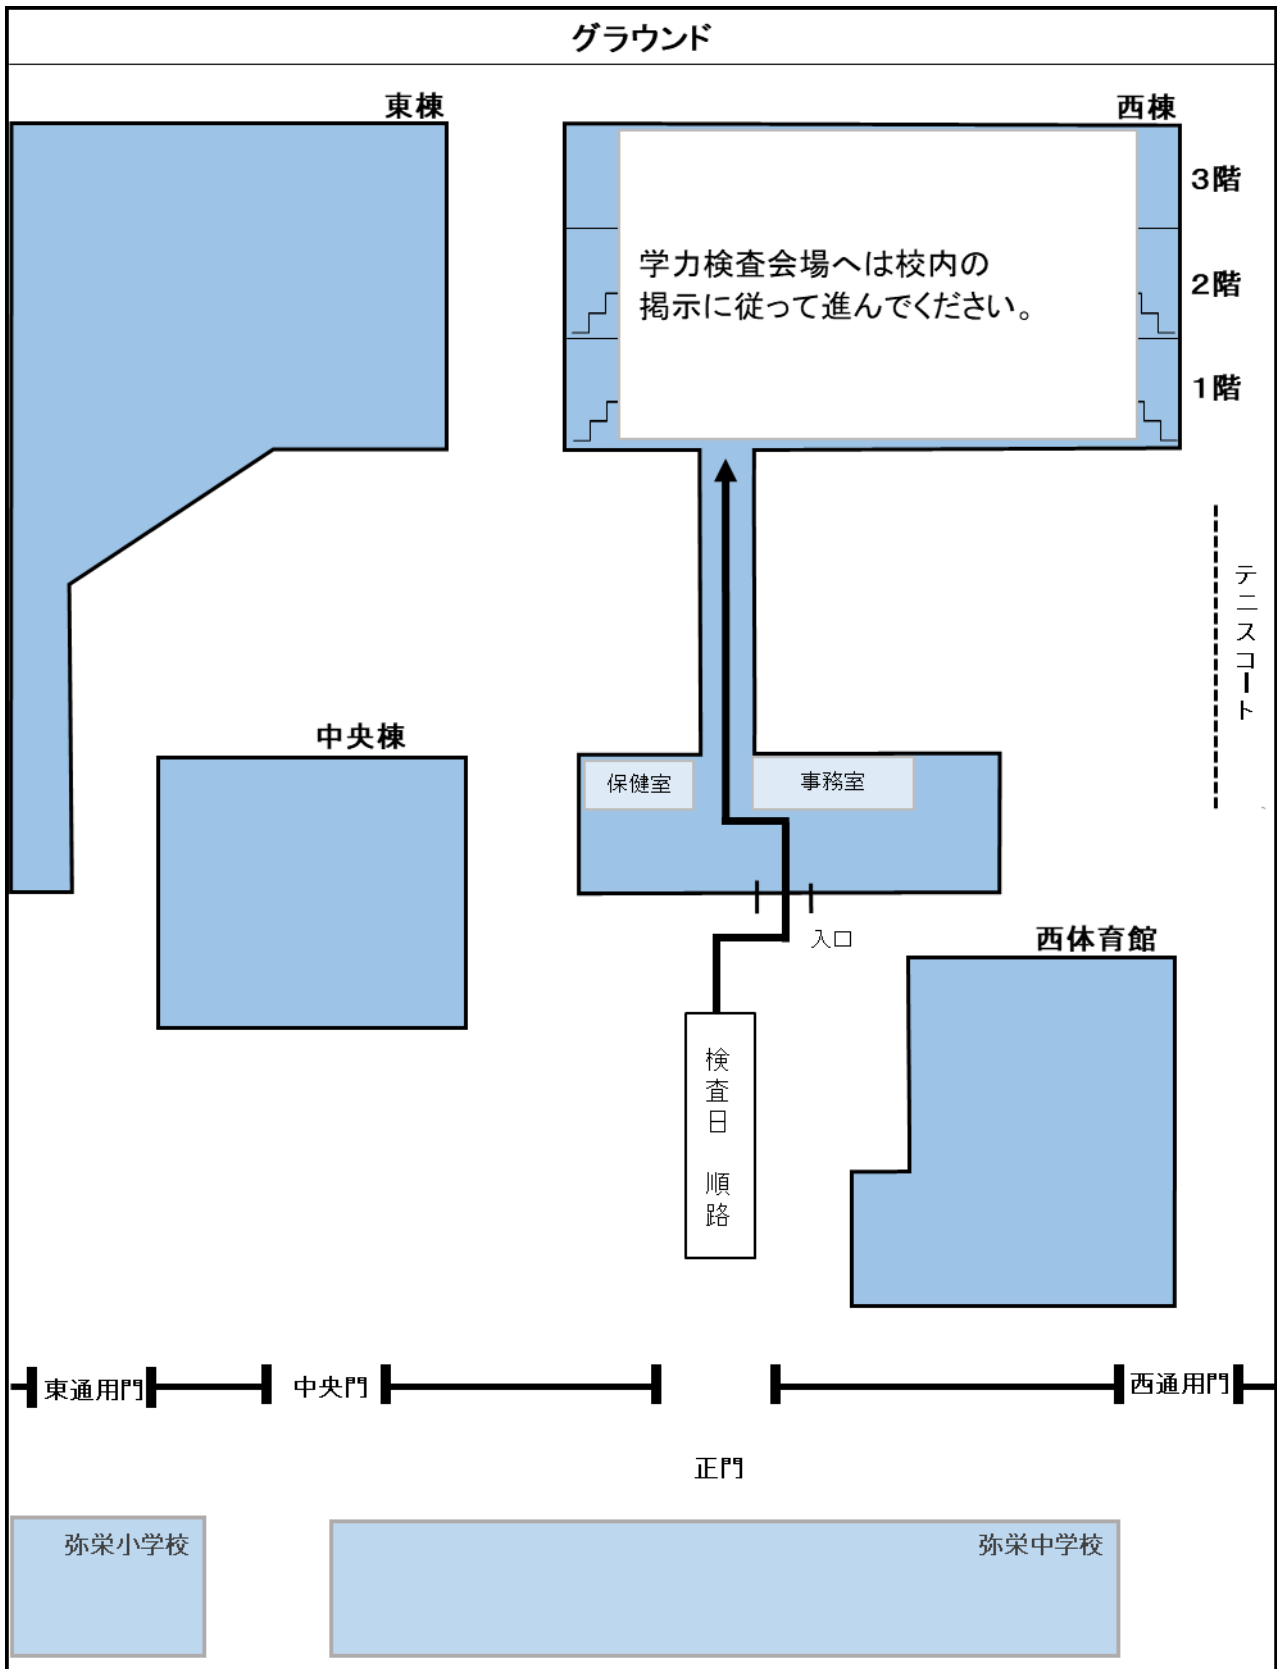 グラウンド
東棟
西棟
3階
学力検査会場へは校内の
掲示に従って進んでください。
2階
1階
テニスコート
中央棟
保健室
事務室
入口
西体育館
検査日 順路
東通用門
中央門
西通用門
正門
弥栄小学校
弥栄中学校